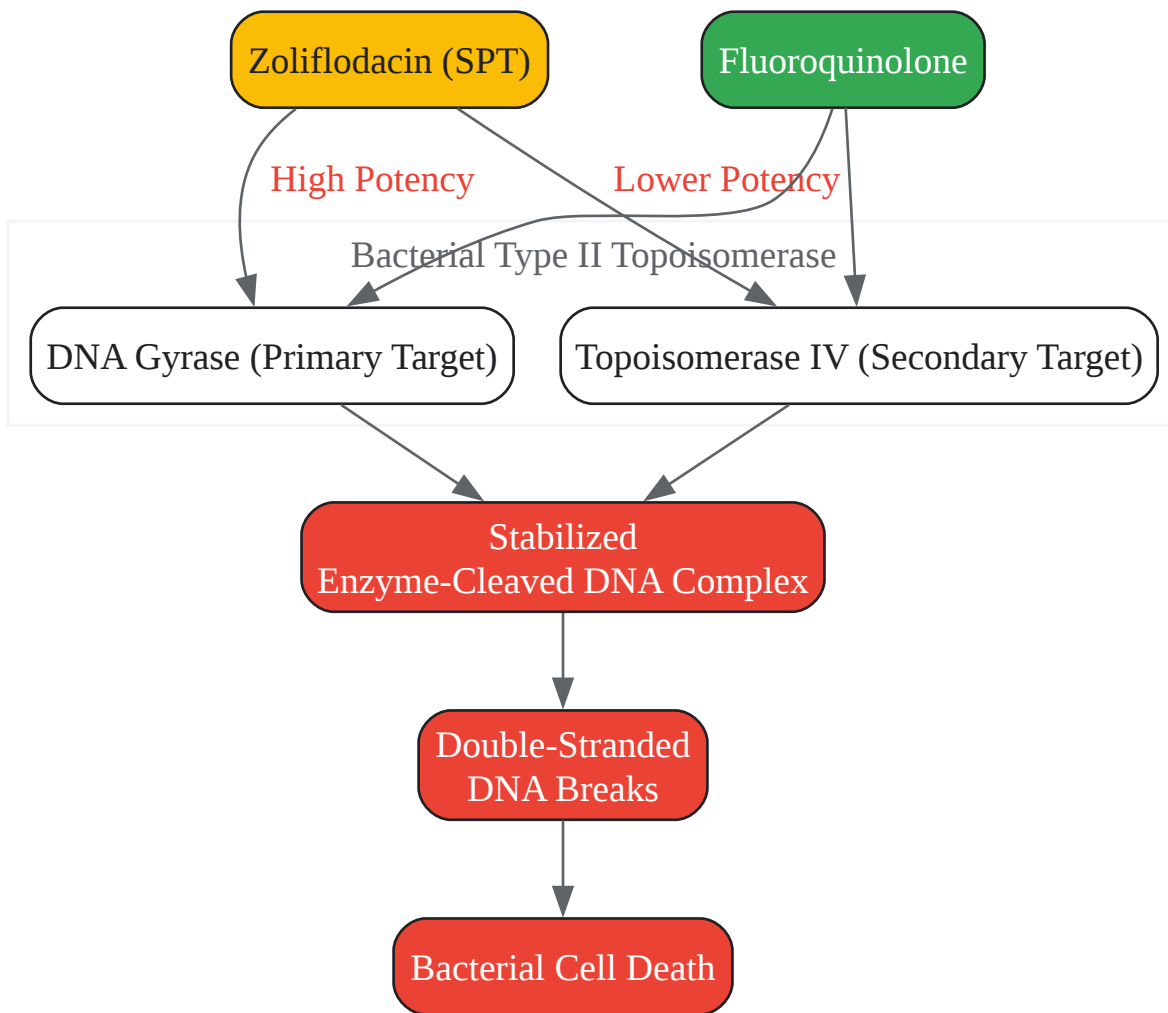 Zoliflodacin (SPT)
Fluoroquinolone
High Potency
Lower Potency
Bacterial Type II Topoisomerase
DNA Gyrase (Primary Target)
Topoisomerase IV (Secondary Target)
Stabilized
Enzyme-Cleaved DNA Complex
Double-Stranded
DNA Breaks
Bacterial Cell Death